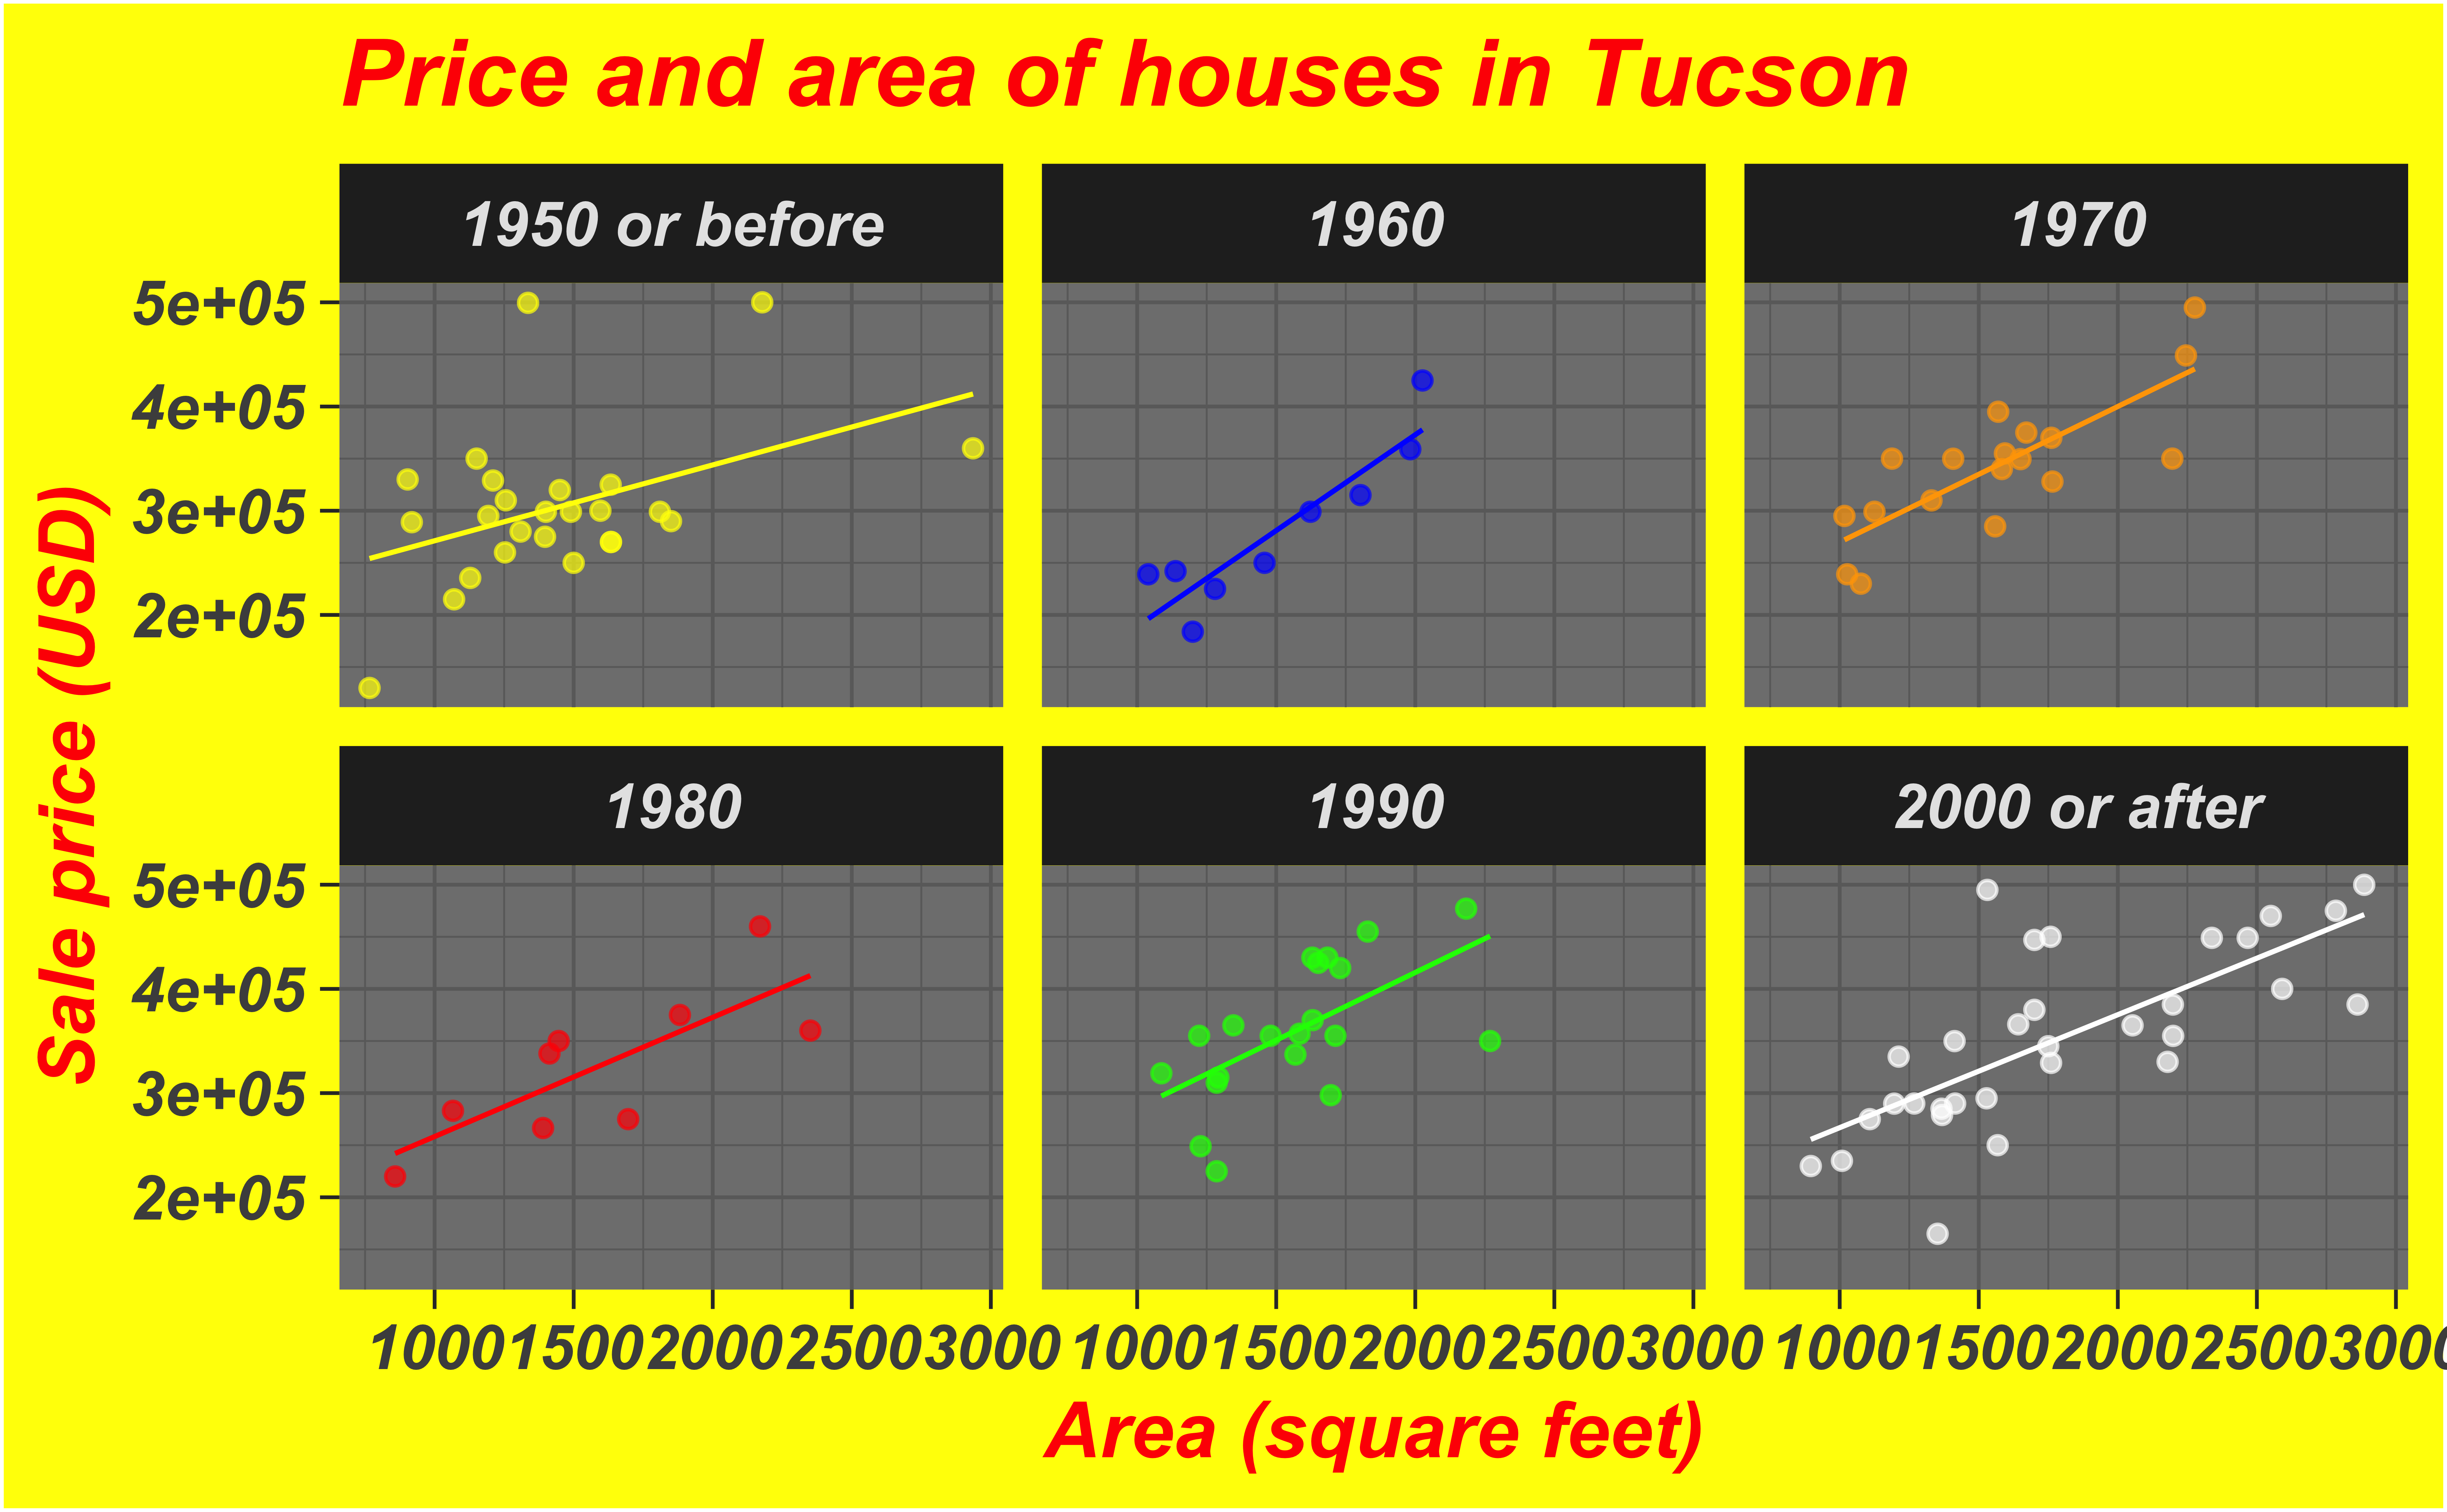 Price and area of houses in Tucson
1950 or before
1960
1970
5e+05
4e+05
3e+05
2e+05
Sale price (USD)
1980
1990
2000 or after
5e+05
4e+05
3e+05
2e+05
1000 1500 2000 2500 3000 1000 1500 2000 2500 3000 1000 1500 2000 2500 3000
Area (square feet)